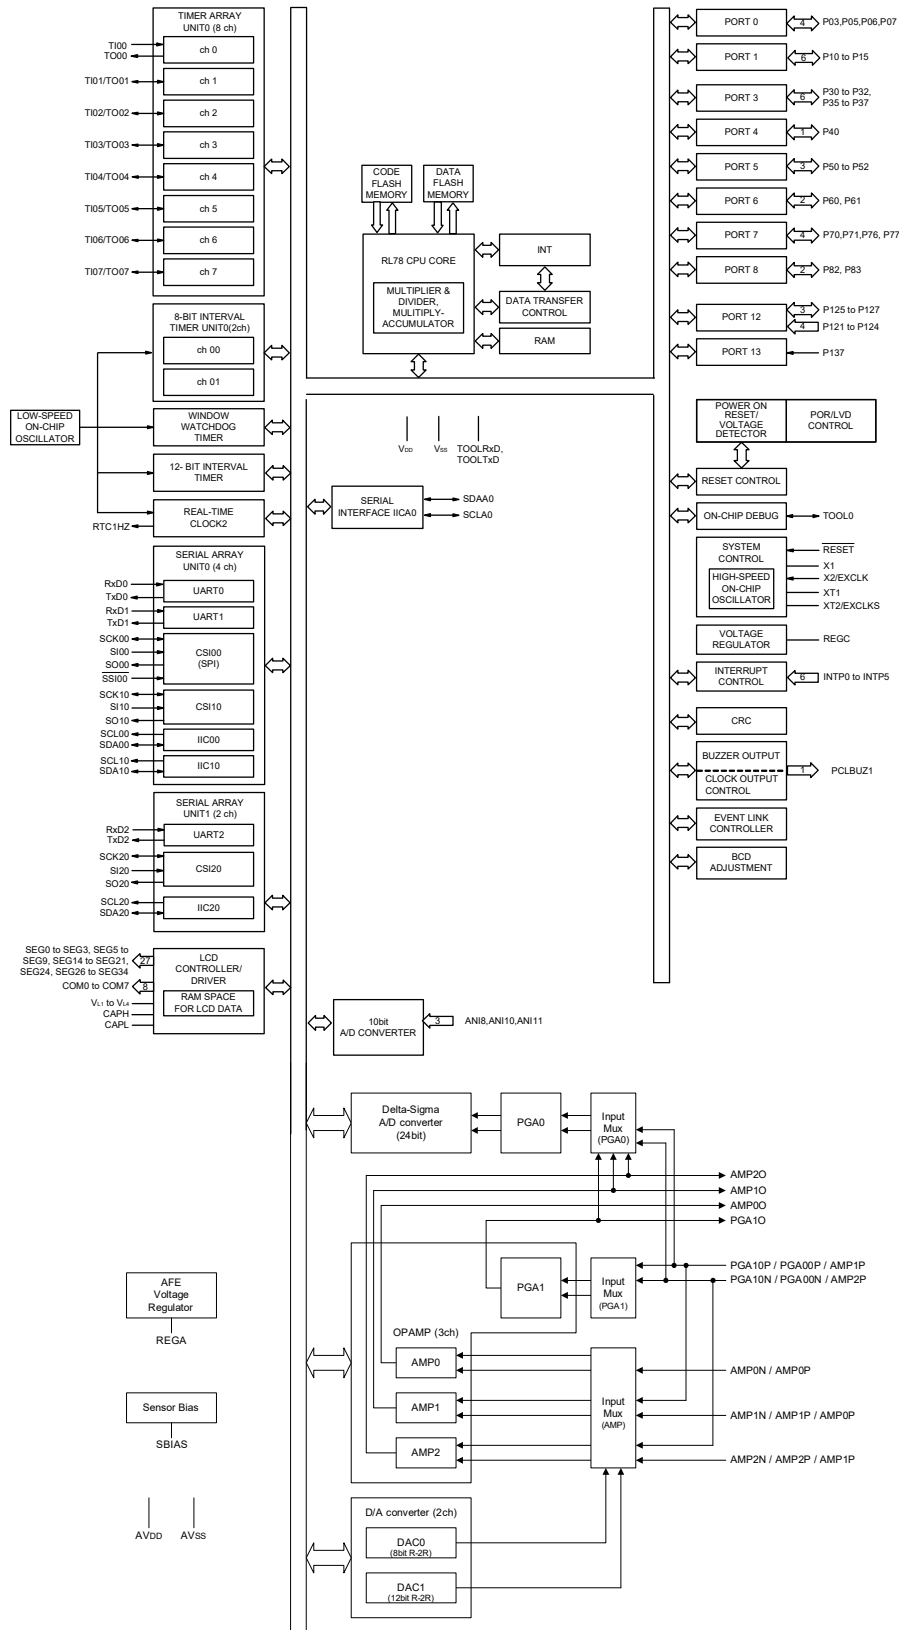 TIMER ARRAY
UNIT0 (8 ch)
TI00
TO00
ch 0
TI01/TO01
ch 1
TI02/TO02
ch 2
TI03/TO03
ch 3
TI04/TO04
ch 4
TI05/TO05
ch 5
TI06/TO06
ch 6
TI07/TO07
ch 7
8-BIT INTERVAL
TIMER UNIT0(2ch)
ch 00
ch 01
LOW-SPEED
ON-CHIP
OSCILLATOR
WINDOW
WATCHDOG
TIMER
12- BIT INTERVAL
TIMER
REAL-TIME
CLOCK2
RTC1HZ
SERIAL ARRAY
UNIT0 (4 ch)
RxD0
TxD0
UART0
RxD1
TxD1
UART1
SCK00
SI00
SO00
SSI00
CSI00
(SPI)
SCK10
SI10
SO10
CSI10
SCL00
SDA00
IIC00
SCL10
SDA10
IIC10
SERIAL ARRAY
UNIT1 (2 ch)
RxD2
TxD2
UART2
SCK20
SI20
SO20
CSI20
SCL20
SDA20
IIC20
SEG0 to SEG3, SEG5 to
SEG9, SEG14 to SEG21,
SEG24, SEG26 to SEG34
27
COM0 to COM7
8
VL1 to VL4
CAPH
CAPL
LCD
CONTROLLER/
DRIVER
RAM SPACE
FOR LCD DATA
AFE
Voltage
Regulator
REGA
Sensor Bias
SBIAS
AVDD
AVSS
CODE
FLASH
MEMORY
DATA
FLASH
MEMORY
RL78 CPU CORE
MULTIPLIER &
DIVIDER,
MULITIPLY-
ACCUMULATOR
INT
DATA TRANSFER
CONTROL
RAM
VDD
VSS
TOOLRxD,
TOOLTxD
SERIAL
INTERFACE IICA0
SDAA0
SCLA0
10bit
A/D CONVERTER
3
ANI8,ANI10,ANI11
PORT 0
4
P03,P05,P06,P07
PORT 1
6
P10 to P15
PORT 3
6
P30 to P32,
P35 to P37
PORT 4
1
P40
PORT 5
3
P50 to P52
PORT 6
2
P60, P61
PORT 7
4
P70,P71,P76, P77
PORT 8
2
P82, P83
PORT 12
3
P125 to P127
4
P121 to P124
PORT 13
P137
POWER ON
RESET/
VOLTAGE
DETECTOR
POR/LVD
CONTROL
RESET CONTROL
ON-CHIP DEBUG
TOOL0
SYSTEM
CONTROL
HIGH-SPEED
ON-CHIP
OSCILLATOR
RESET
X1
X2/EXCLK
XT1
XT2/EXCLKS
VOLTAGE
REGULATOR
REGC
INTERRUPT
CONTROL
6
INTP0 to INTP5
CRC
BUZZER OUTPUT
CLOCK OUTPUT
CONTROL
1
PCLBUZ1
EVENT LINK
CONTROLLER
BCD
ADJUSTMENT
Delta-Sigma
A/D converter
(24bit)
PGA0
Input
Mux
(PGA0)
AMP2O
AMP1O
AMP0O
PGA1O
PGA1
Input
Mux
(PGA1)
PGA10P / PGA00P / AMP1P
PGA10N / PGA00N / AMP2P
OPAMP (3ch)
AMP0
AMP1
AMP2
Input
Mux
(AMP)
AMP0N / AMP0P
AMP1N / AMP1P / AMP0P
AMP2N / AMP2P / AMP1P
D/A converter (2ch)
DAC0
(8bit R-2R)
DAC1
(12bit R-2R)